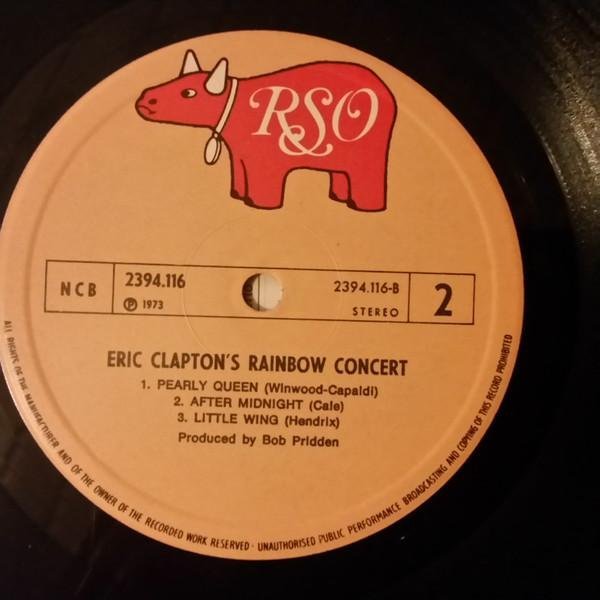 RSO
NCB
2394.116
℗ 1973
2394.116-B
STEREO
2
ERIC CLAPTON'S RAINBOW CONCERT
1. PEARLY QUEEN (Winwood-Capaldi)
2. AFTER MIDNIGHT (Cale)
3. LITTLE WING (Hendrix)
Produced by Bob Pridden
ALL RIGHTS OF THE MANUFACTURER AND OF THE OWNER OF THE RECORDED WORK RESERVED · UNAUTHORISED PUBLIC PERFORMANCE BROADCASTING AND COPYING OF THIS RECORD PROHIBITED